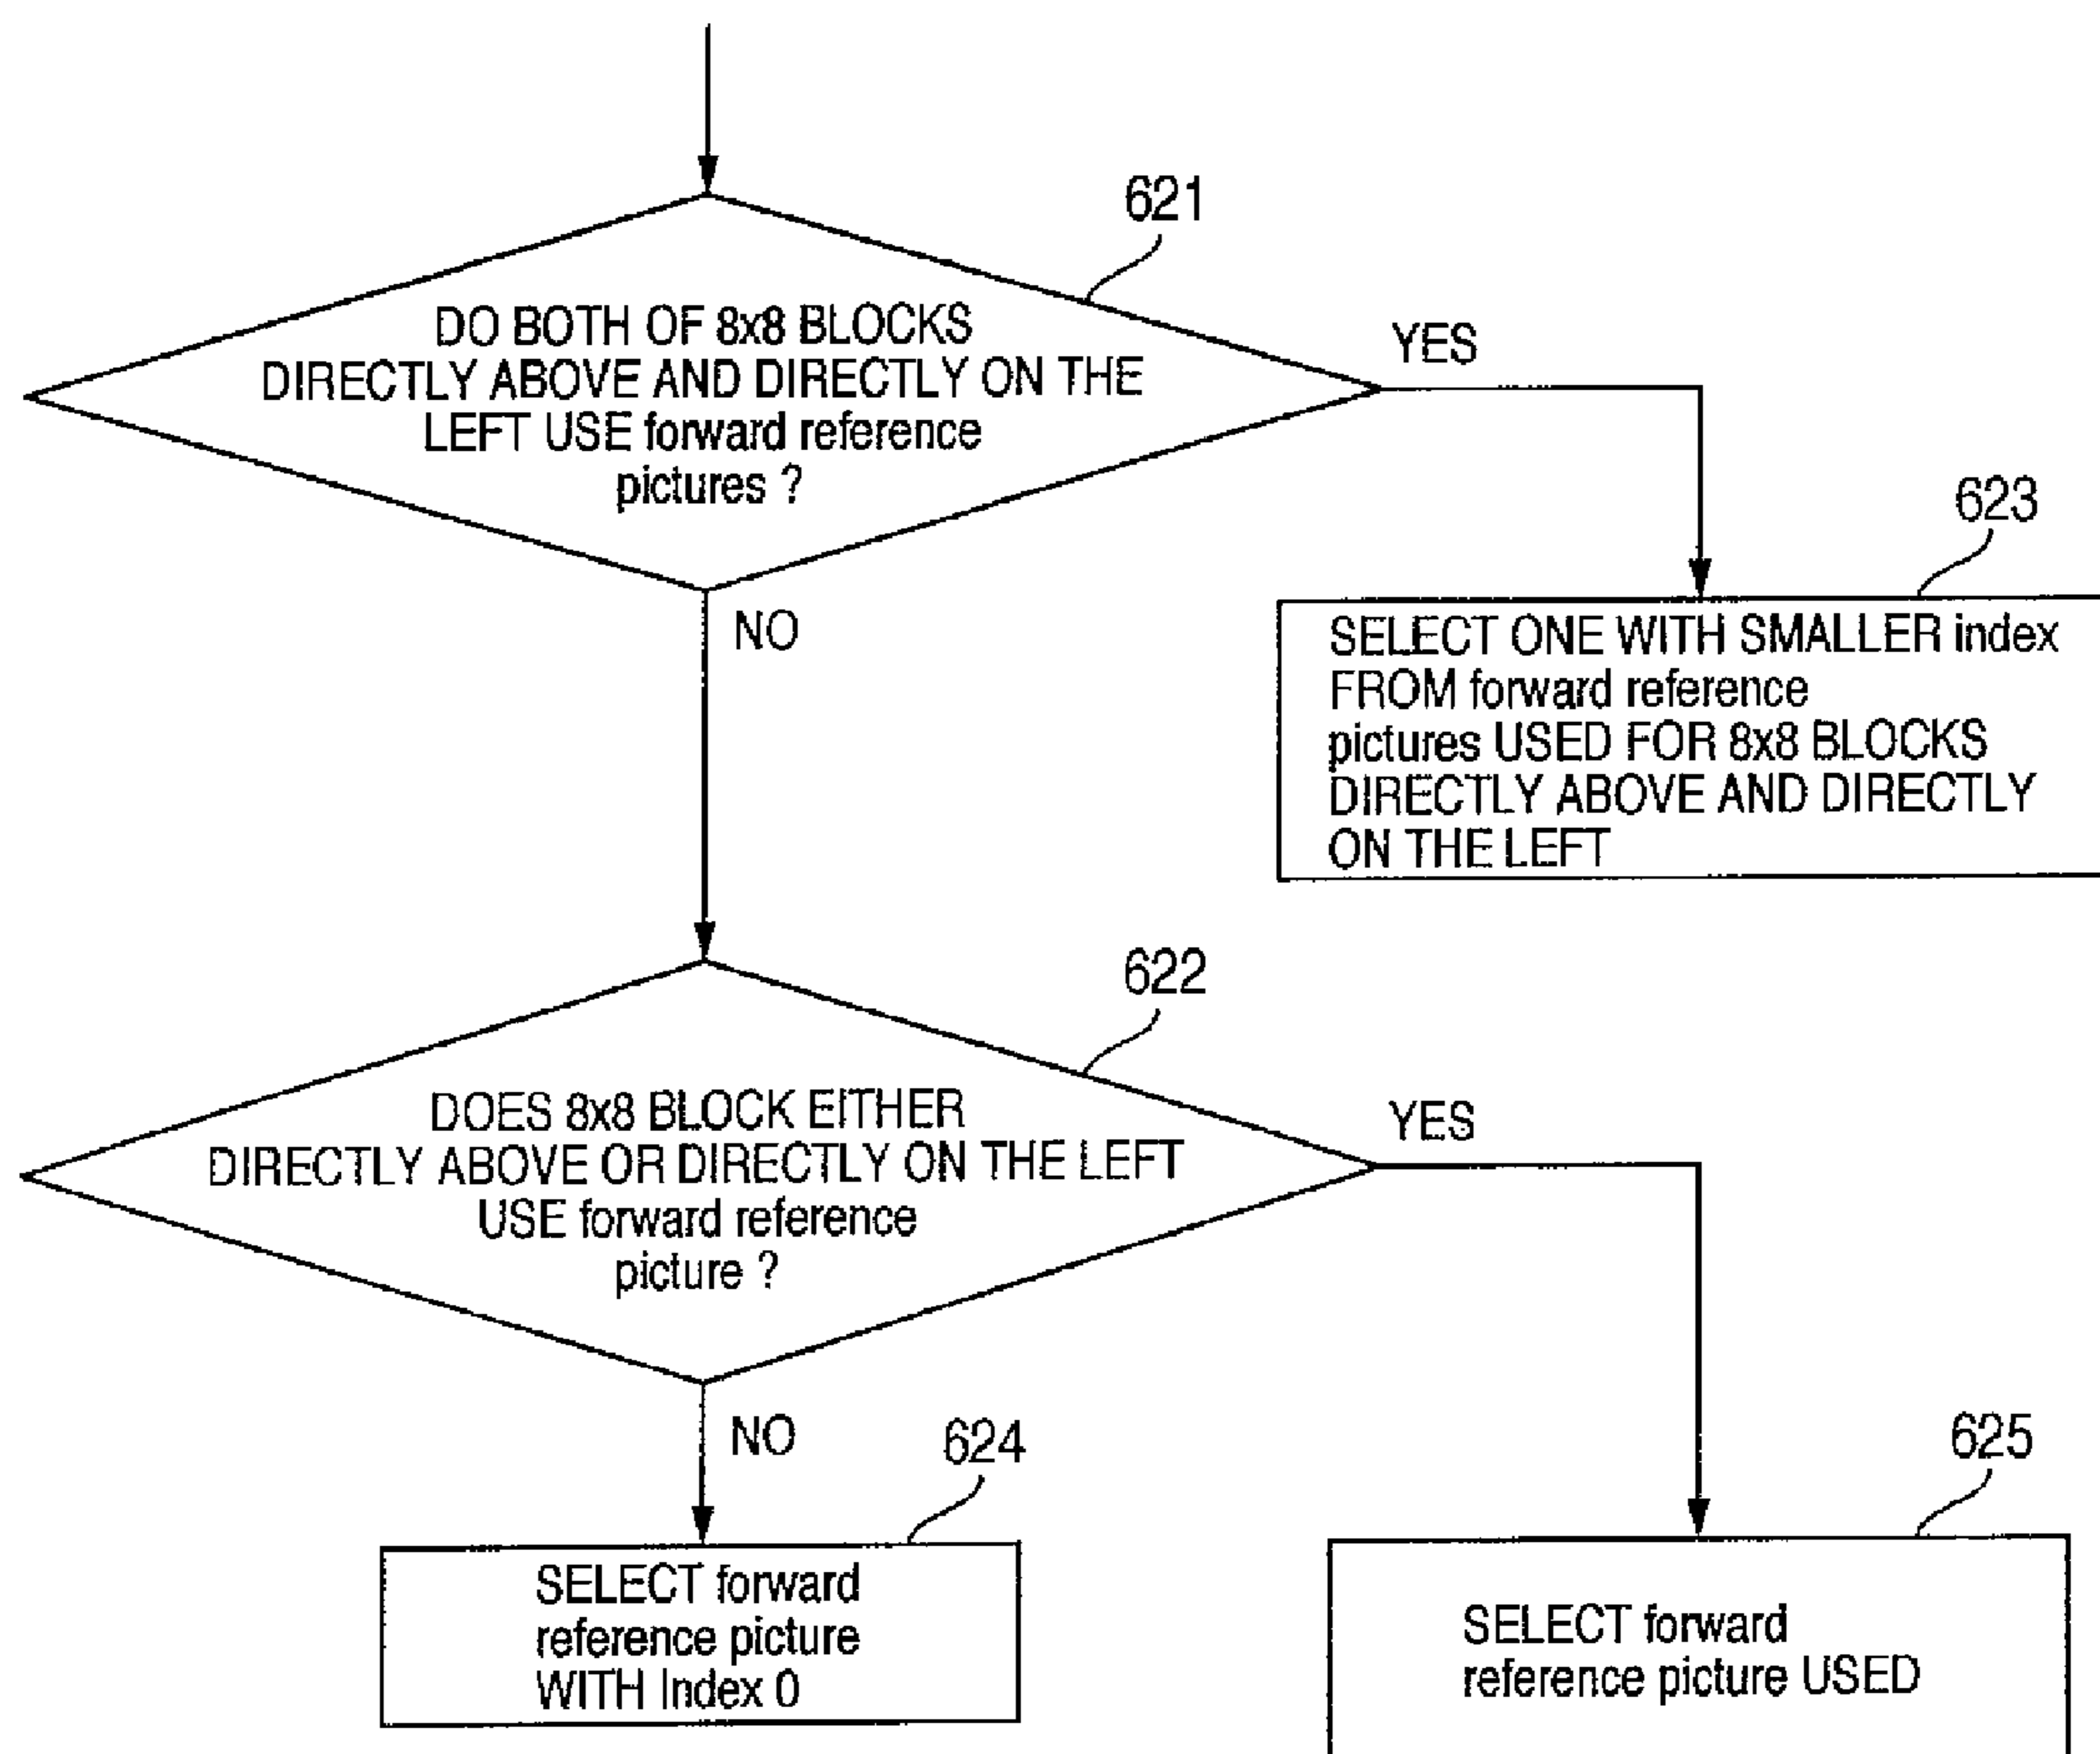 621
DO BOTH OF 8x8 BLOCKS
DIRECTLY ABOVE AND DIRECTLY ON THE
LEFT USE forward reference
pictures ?
YES
NO
623
SELECT ONE WITH SMALLER index
FROM forward reference
pictures USED FOR 8x8 BLOCKS
DIRECTLY ABOVE AND DIRECTLY
ON THE LEFT
622
DOES 8x8 BLOCK EITHER
DIRECTLY ABOVE OR DIRECTLY ON THE LEFT
USE forward reference
picture ?
YES
NO
624
SELECT forward
reference picture
WITH Index 0
625
SELECT forward
reference picture USED